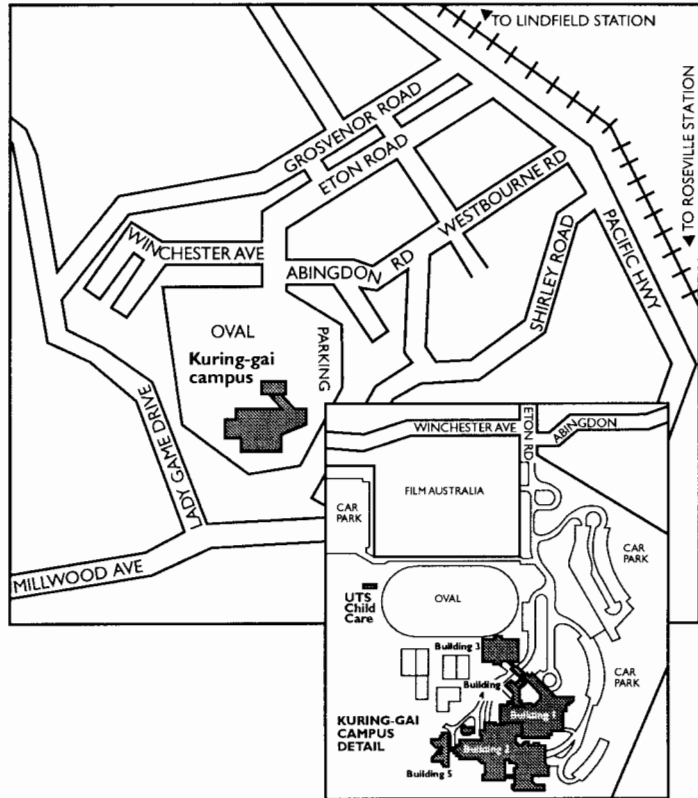 TO LINDFIELD STATION
TO ROSEVILLE STATION
GROSVENOR ROAD
ETON ROAD
WESTBOURNE RD
WINCHESTER AVE
ABINGDON RD
SHIRLEY ROAD
PACIFIC HWY
OVAL
PARKING
Kuring-gai
campus
LADY GAME DRIVE
MILLWOOD AVE
WINCHESTER AVE
ETON RD
ABINGDON
FILM AUSTRALIA
CAR
PARK
CAR
PARK
UTS
Child
Care
OVAL
Building 3
CAR
PARK
Building
4
Building 1
KURING-GAI
CAMPUS
DETAIL
Building 2
Building 5